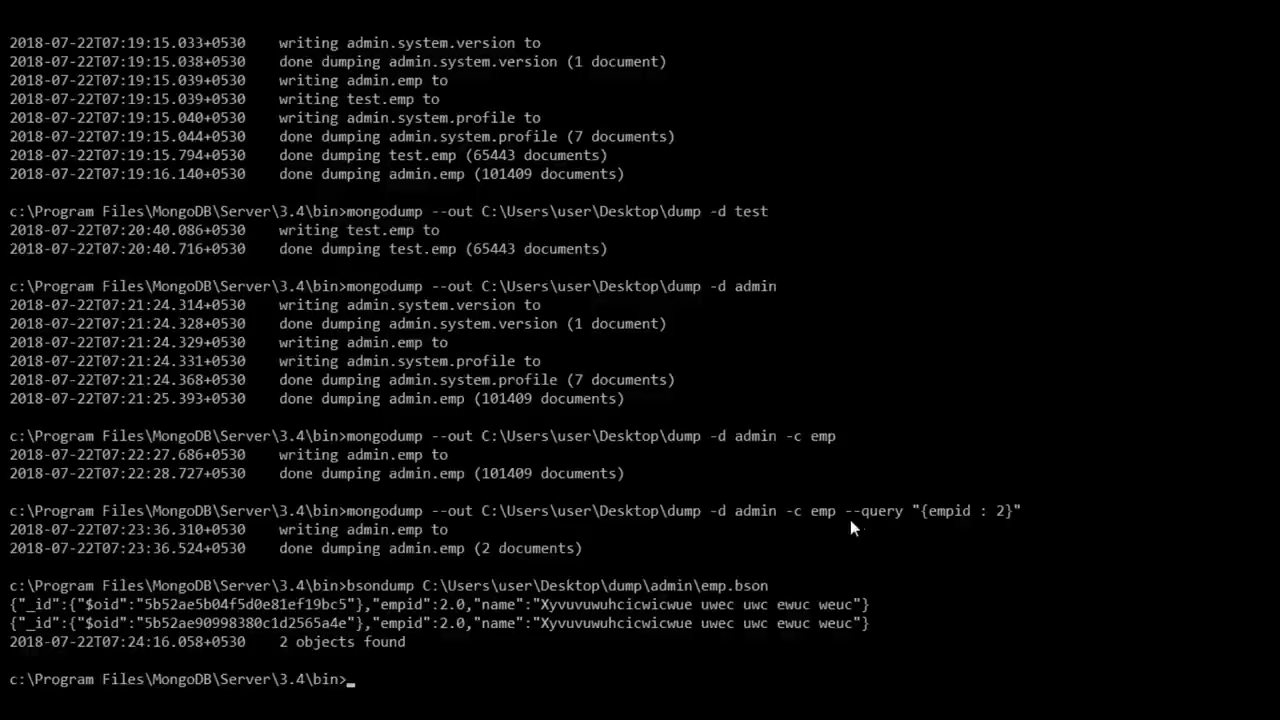 2018-07-22T07:19:15.033+0530    writing admin.system.version to
2018-07-22T07:19:15.038+0530    done dumping admin.system.version (1 document)
2018-07-22T07:19:15.039+0530    writing admin.emp to
2018-07-22T07:19:15.039+0530    writing test.emp to
2018-07-22T07:19:15.040+0530    writing admin.system.profile to
2018-07-22T07:19:15.044+0530    done dumping admin.system.profile (7 documents)
2018-07-22T07:19:15.794+0530    done dumping test.emp (65443 documents)
2018-07-22T07:19:16.140+0530    done dumping admin.emp (101409 documents)
c:\Program Files\MongoDB\Server\3.4\bin>mongodump --out C:\Users\user\Desktop\dump -d test
2018-07-22T07:20:40.086+0530    writing test.emp to
2018-07-22T07:20:40.716+0530    done dumping test.emp (65443 documents)
c:\Program Files\MongoDB\Server\3.4\bin>mongodump --out C:\Users\user\Desktop\dump -d admin
2018-07-22T07:21:24.314+0530    writing admin.system.version to
2018-07-22T07:21:24.328+0530    done dumping admin.system.version (1 document)
2018-07-22T07:21:24.329+0530    writing admin.emp to
2018-07-22T07:21:24.331+0530    writing admin.system.profile to
2018-07-22T07:21:24.368+0530    done dumping admin.system.profile (7 documents)
2018-07-22T07:21:25.393+0530    done dumping admin.emp (101409 documents)
c:\Program Files\MongoDB\Server\3.4\bin>mongodump --out C:\Users\user\Desktop\dump -d admin -c emp
2018-07-22T07:22:27.686+0530    writing admin.emp to
2018-07-22T07:22:28.727+0530    done dumping admin.emp (101409 documents)
c:\Program Files\MongoDB\Server\3.4\bin>mongodump --out C:\Users\user\Desktop\dump -d admin -c emp --query "{empid : 2}"
2018-07-22T07:23:36.310+0530    writing admin.emp to
2018-07-22T07:23:36.524+0530    done dumping admin.emp (2 documents)
c:\Program Files\MongoDB\Server\3.4\bin>bsondump C:\Users\user\Desktop\dump\admin\emp.bson
{"_id":{"$oid":"5b52ae5b04f5d0e81ef19bc5"},"empid":2.0,"name":"Xyvuvuwuhcicwicwue uwec uwc ewuc weuc"}
{"_id":{"$oid":"5b52ae90998380c1d2565a4e"},"empid":2.0,"name":"Xyvuvuwuhcicwicwue uwec uwc ewuc weuc"}
2018-07-22T07:24:16.058+0530    2 objects found
c:\Program Files\MongoDB\Server\3.4\bin>